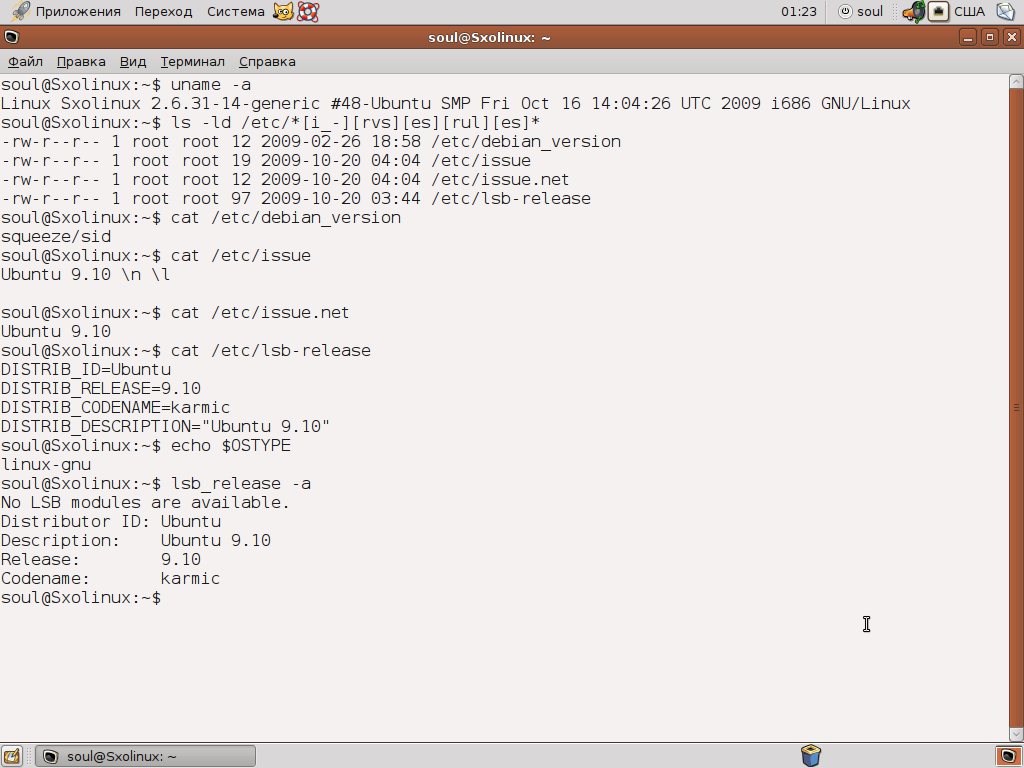 Приложения Переход Система 01:23 soul США
soul@Sxolinux: ~
Файл Правка Вид Терминал Справка
soul@Sxolinux:~$ uname -a
Linux Sxolinux 2.6.31-14-generic #48-Ubuntu SMP Fri Oct 16 14:04:26 UTC 2009 i686 GNU/Linux
soul@Sxolinux:~$ ls -ld /etc/*[i_-][rvs][es][rul][es]*
-rw-r--r-- 1 root root 12 2009-02-26 18:58 /etc/debian_version
-rw-r--r-- 1 root root 19 2009-10-20 04:04 /etc/issue
-rw-r--r-- 1 root root 12 2009-10-20 04:04 /etc/issue.net
-rw-r--r-- 1 root root 97 2009-10-20 03:44 /etc/lsb-release
soul@Sxolinux:~$ cat /etc/debian_version
squeeze/sid
soul@Sxolinux:~$ cat /etc/issue
Ubuntu 9.10 \n \l
soul@Sxolinux:~$ cat /etc/issue.net
Ubuntu 9.10
soul@Sxolinux:~$ cat /etc/lsb-release
DISTRIB_ID=Ubuntu
DISTRIB_RELEASE=9.10
DISTRIB_CODENAME=karmic
DISTRIB_DESCRIPTION="Ubuntu 9.10"
soul@Sxolinux:~$ echo $OSTYPE
linux-gnu
soul@Sxolinux:~$ lsb_release -a
No LSB modules are available.
Distributor ID: Ubuntu
Description:    Ubuntu 9.10
Release:        9.10
Codename:       karmic
soul@Sxolinux:~$
soul@Sxolinux: ~